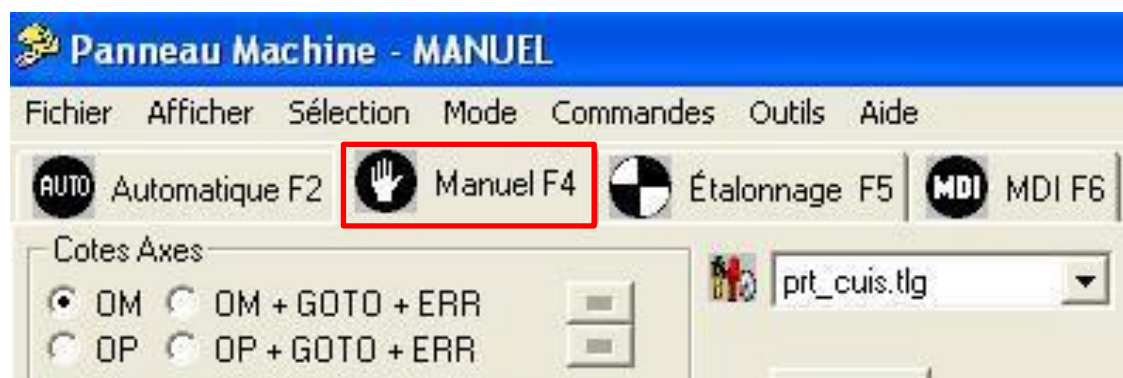 Panneau Machine - MANUEL
Fichier Afficher Sélection Mode Commandes Outils Aide
AUTO Automatique F2 Manuel F4 Étalonnage F5 MDI MDI F6
Cotes Axes
OM OM + GOTO + ERR
prt_cuis.tlg
OP OP + GOTO + ERR